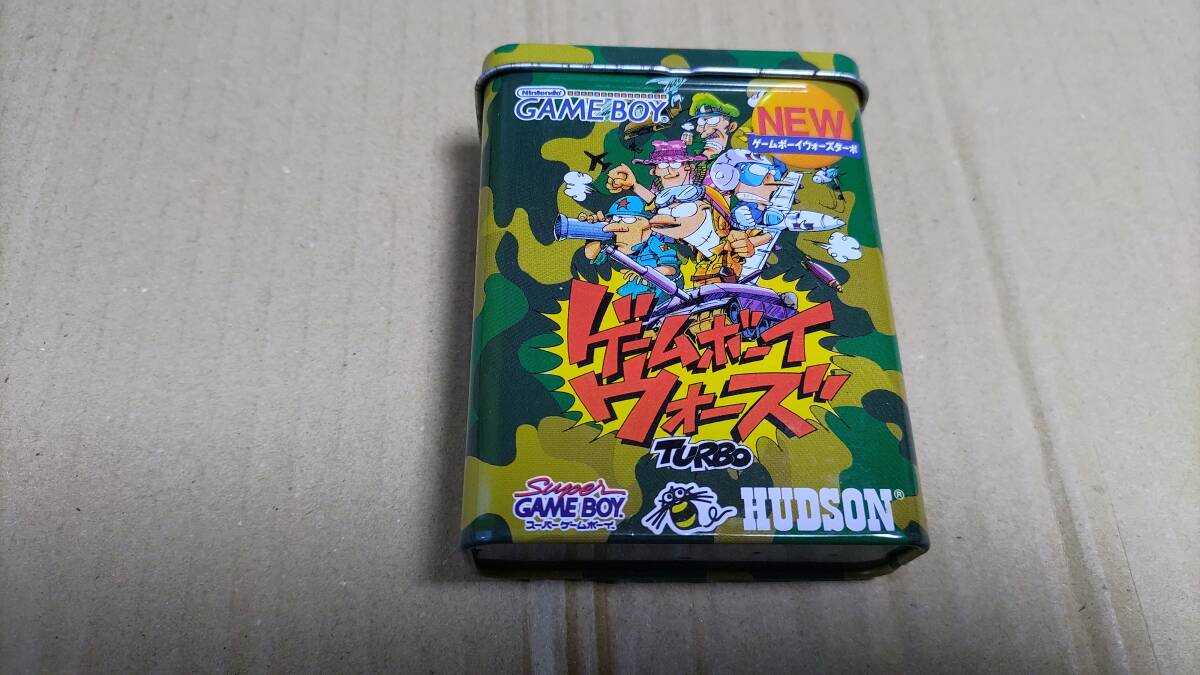 Nintendo
GAME BOY
NEW
ゲームボーイウォーズターボ
ゲームボーイ
ウォーズ
TURBO
Super
GAME BOY.
スーパーゲームボーイ.
HUDSON®